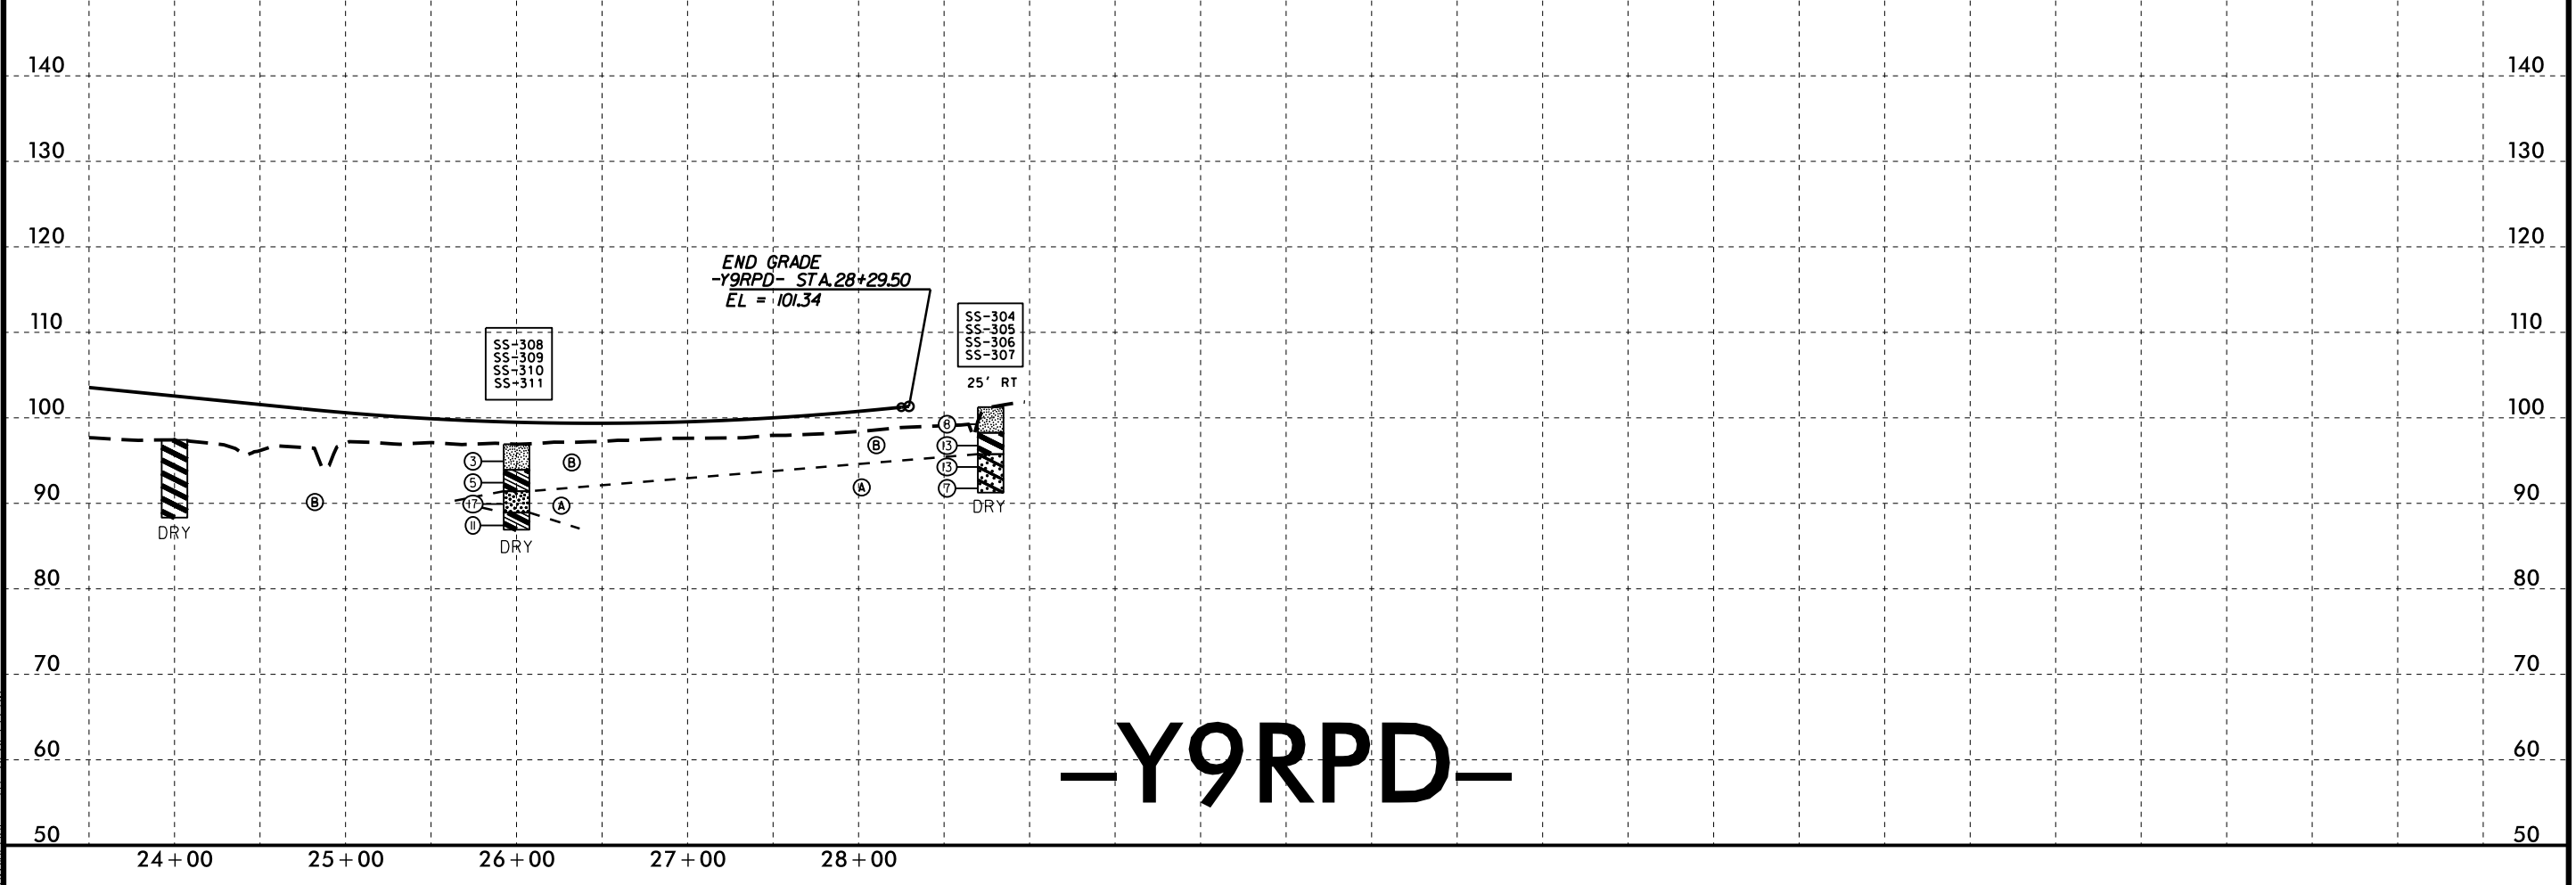 140 140
130 130
120 120
END GRADE
-Y9RPD- STA.28+29.50
EL = 101.34
110 110
SS-304
SS-305
SS-306
SS-307
25' RT
SS-308
SS-309
SS-310
SS-311
100 100
8
B
13
3
B
13
5
A
7
90 90
B
17
A
DRY
11
DRY
DRY
80 80
70 70
60 60
-Y9RPD-
50 50
24+00 25+00 26+00 27+00 28+00